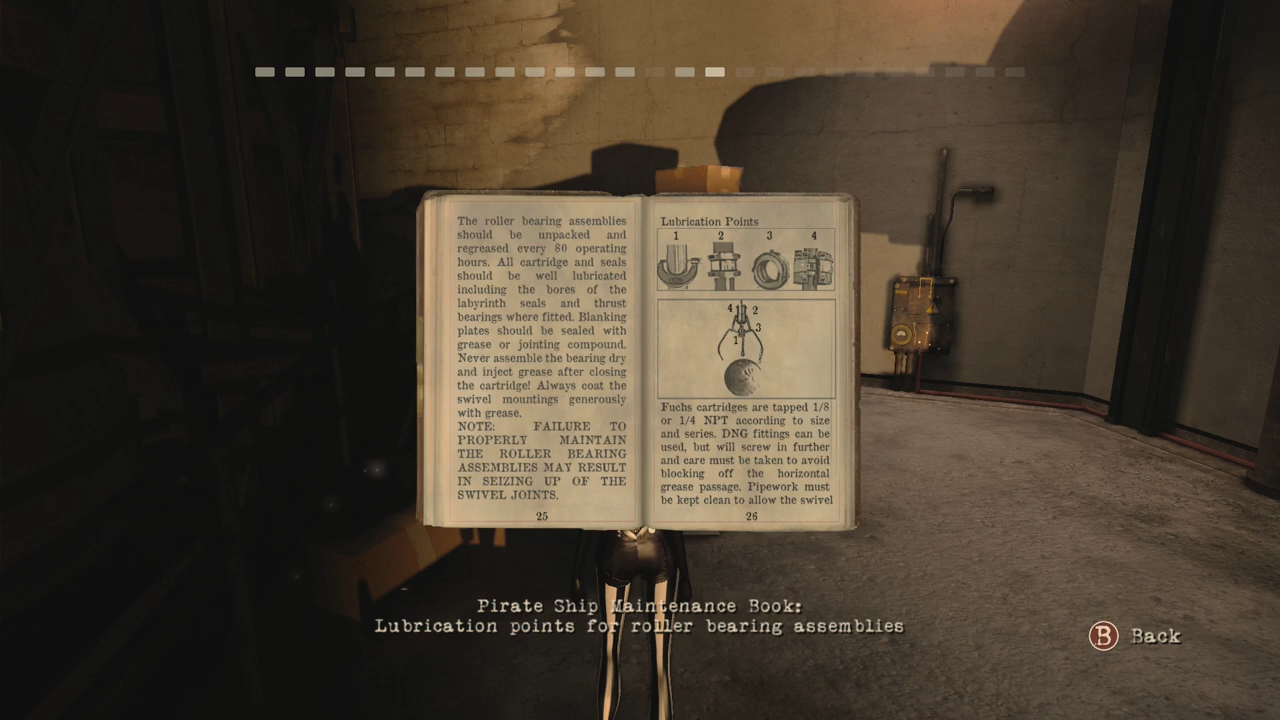 The roller bearing assemblies
should be unpacked and
regreased every 80 operating
hours. All cartridge and seals
should be well lubricated
including the bores of the
labyrinth seals and thrust
bearings where fitted. Blanking
plates should be sealed with
grease or jointing compound.
Never assemble the bearing dry
and inject grease after closing
the cartridge! Always coat the
swivel mountings generously
with grease.
NOTE: FAILURE TO
PROPERLY MAINTAIN
THE ROLLER BEARING
ASSEMBLIES MAY RESULT
IN SEIZING UP OF THE
SWIVEL JOINTS.
25
Lubrication Points
1 2 3 4
4 1 2
3
1
Fuchs cartridges are tapped 1/8
or 1/4 NPT according to size
and series. DNG fittings can be
used, but will screw in further
and care must be taken to avoid
blocking off the horizontal
grease passage. Pipework must
be kept clean to allow the swivel
26
Pirate Ship Maintenance Book:
Lubrication points for roller bearing assemblies
B Back